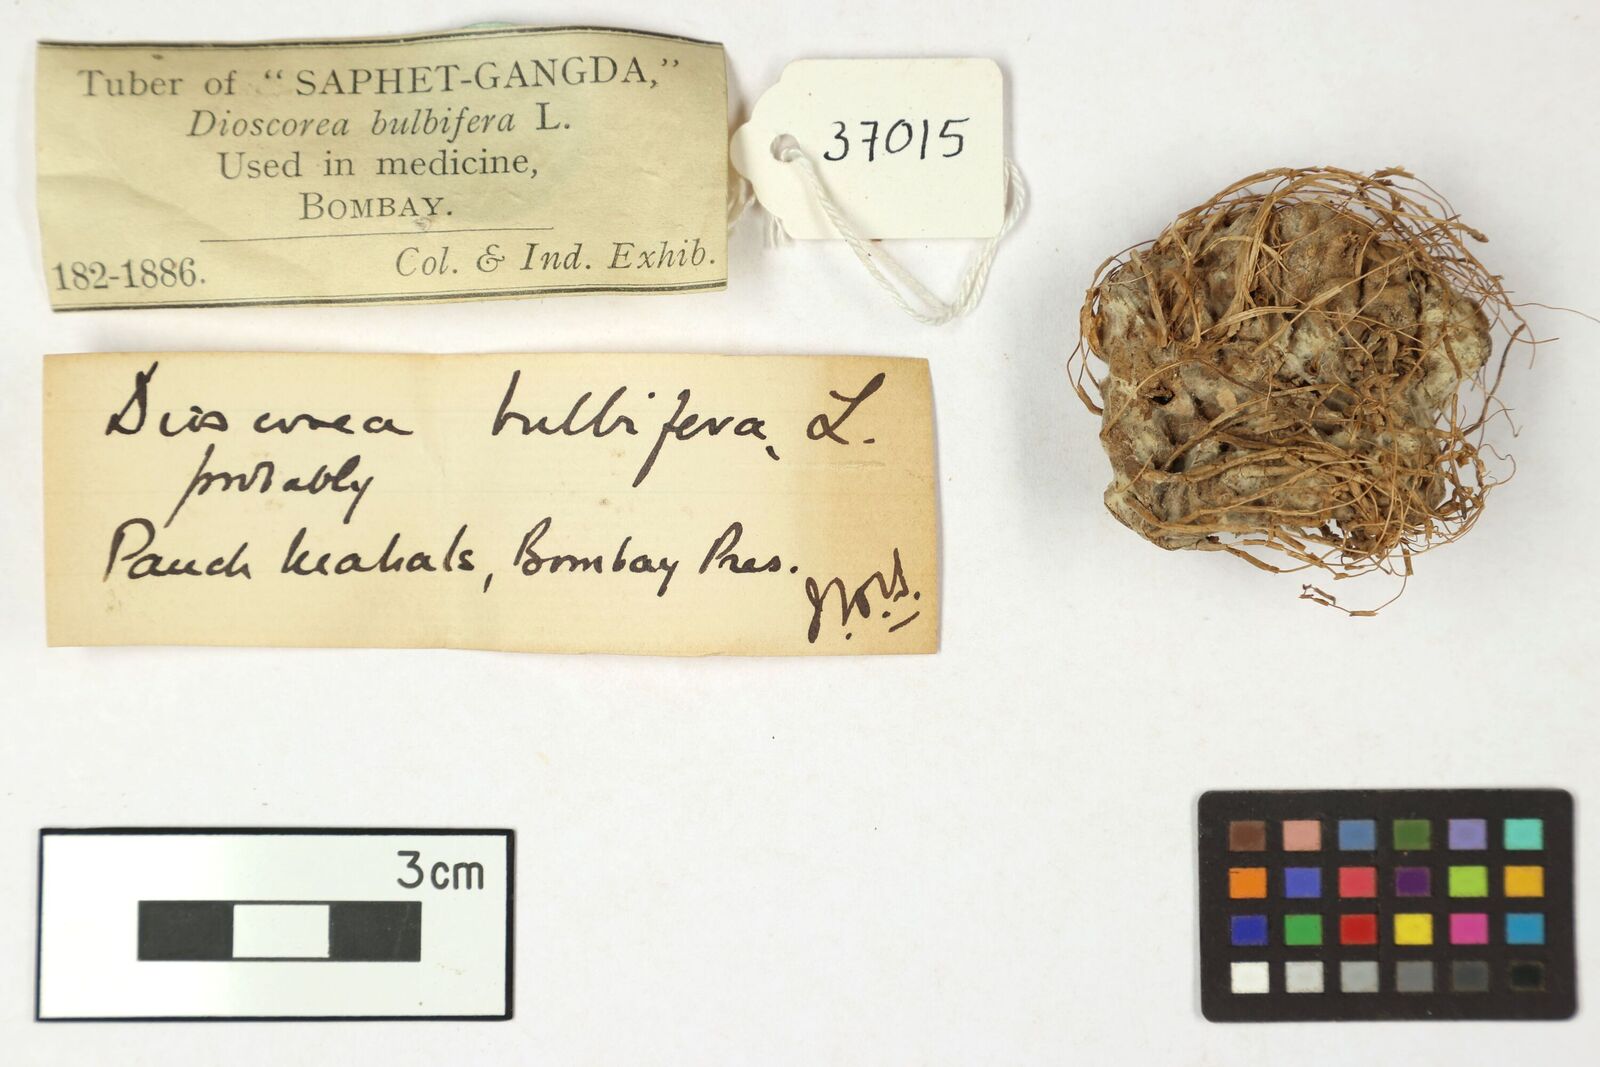 Tuber of “SAPHET-GANGDA,”
Dioscorea bulbifera L.
Used in medicine,
BOMBAY.
182-1886. Col. & Ind. Exhib.
37015
Dioscorea bulbifera, L.
probably
Panch Mahals, Bombay Pres.
3cm